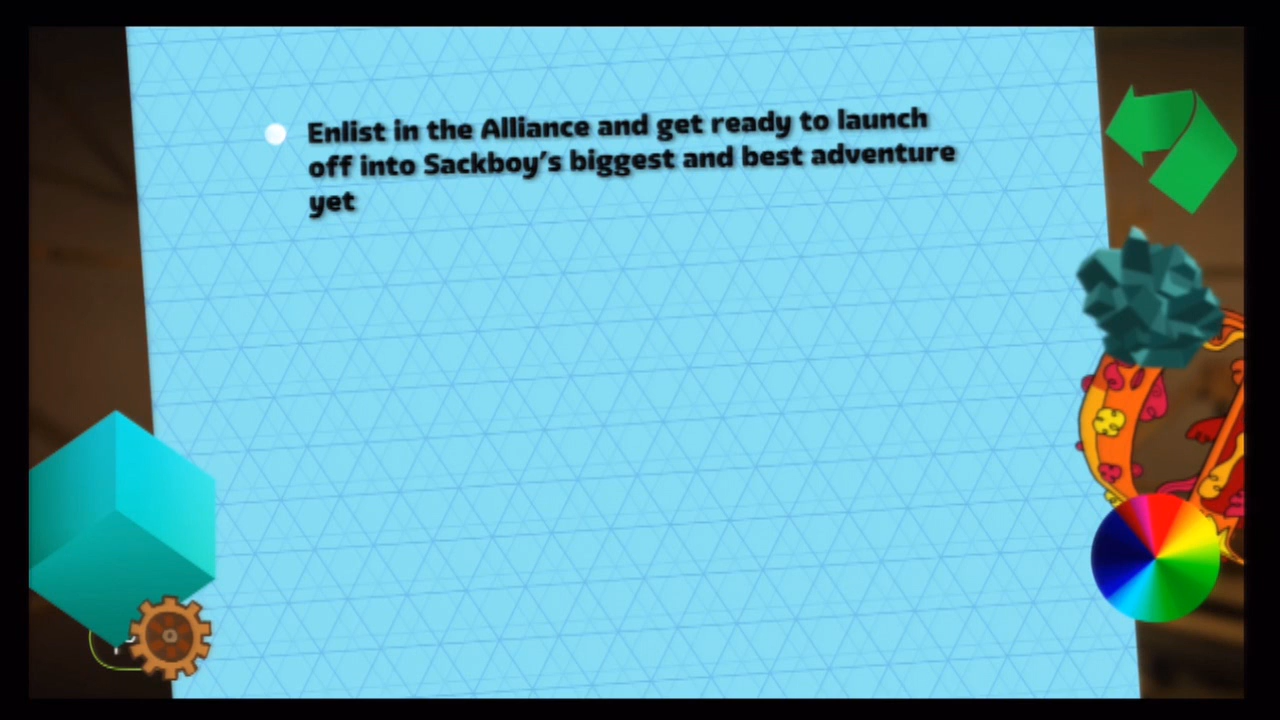 Enlist in the Alliance and get ready to launch
off into Sackboy's biggest and best adventure
yet